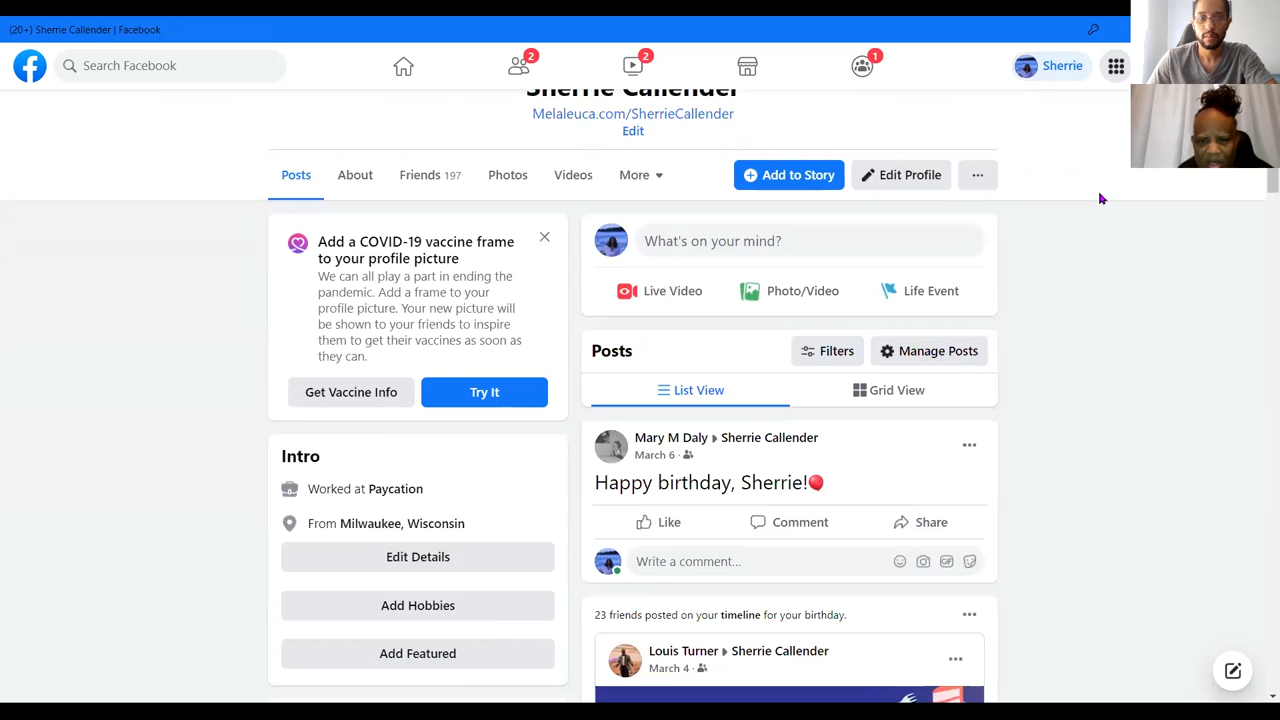 (20+) Sherrie Callender | Facebook
Search Facebook
2
2
1
Sherrie
Sherrie Callender
Melaleuca.com/SherrieCallender
Edit
Posts
About
Friends 197
Photos
Videos
More
Add to Story
Edit Profile
Add a COVID-19 vaccine frame
to your profile picture
We can all play a part in ending the
pandemic. Add a frame to your
profile picture. Your new picture will
be shown to your friends to inspire
them to get their vaccines as soon as
they can.
Get Vaccine Info
Try It
Intro
Worked at Paycation
From Milwaukee, Wisconsin
Edit Details
Add Hobbies
Add Featured
What's on your mind?
Live Video
Photo/Video
Life Event
Posts
Filters
Manage Posts
List View
Grid View
Mary M Daly ▸ Sherrie Callender
March 6 ·
Happy birthday, Sherrie!🎈
Like
Comment
Share
Write a comment...
GIF
23 friends posted on your timeline for your birthday.
Louis Turner ▸ Sherrie Callender
March 4 ·